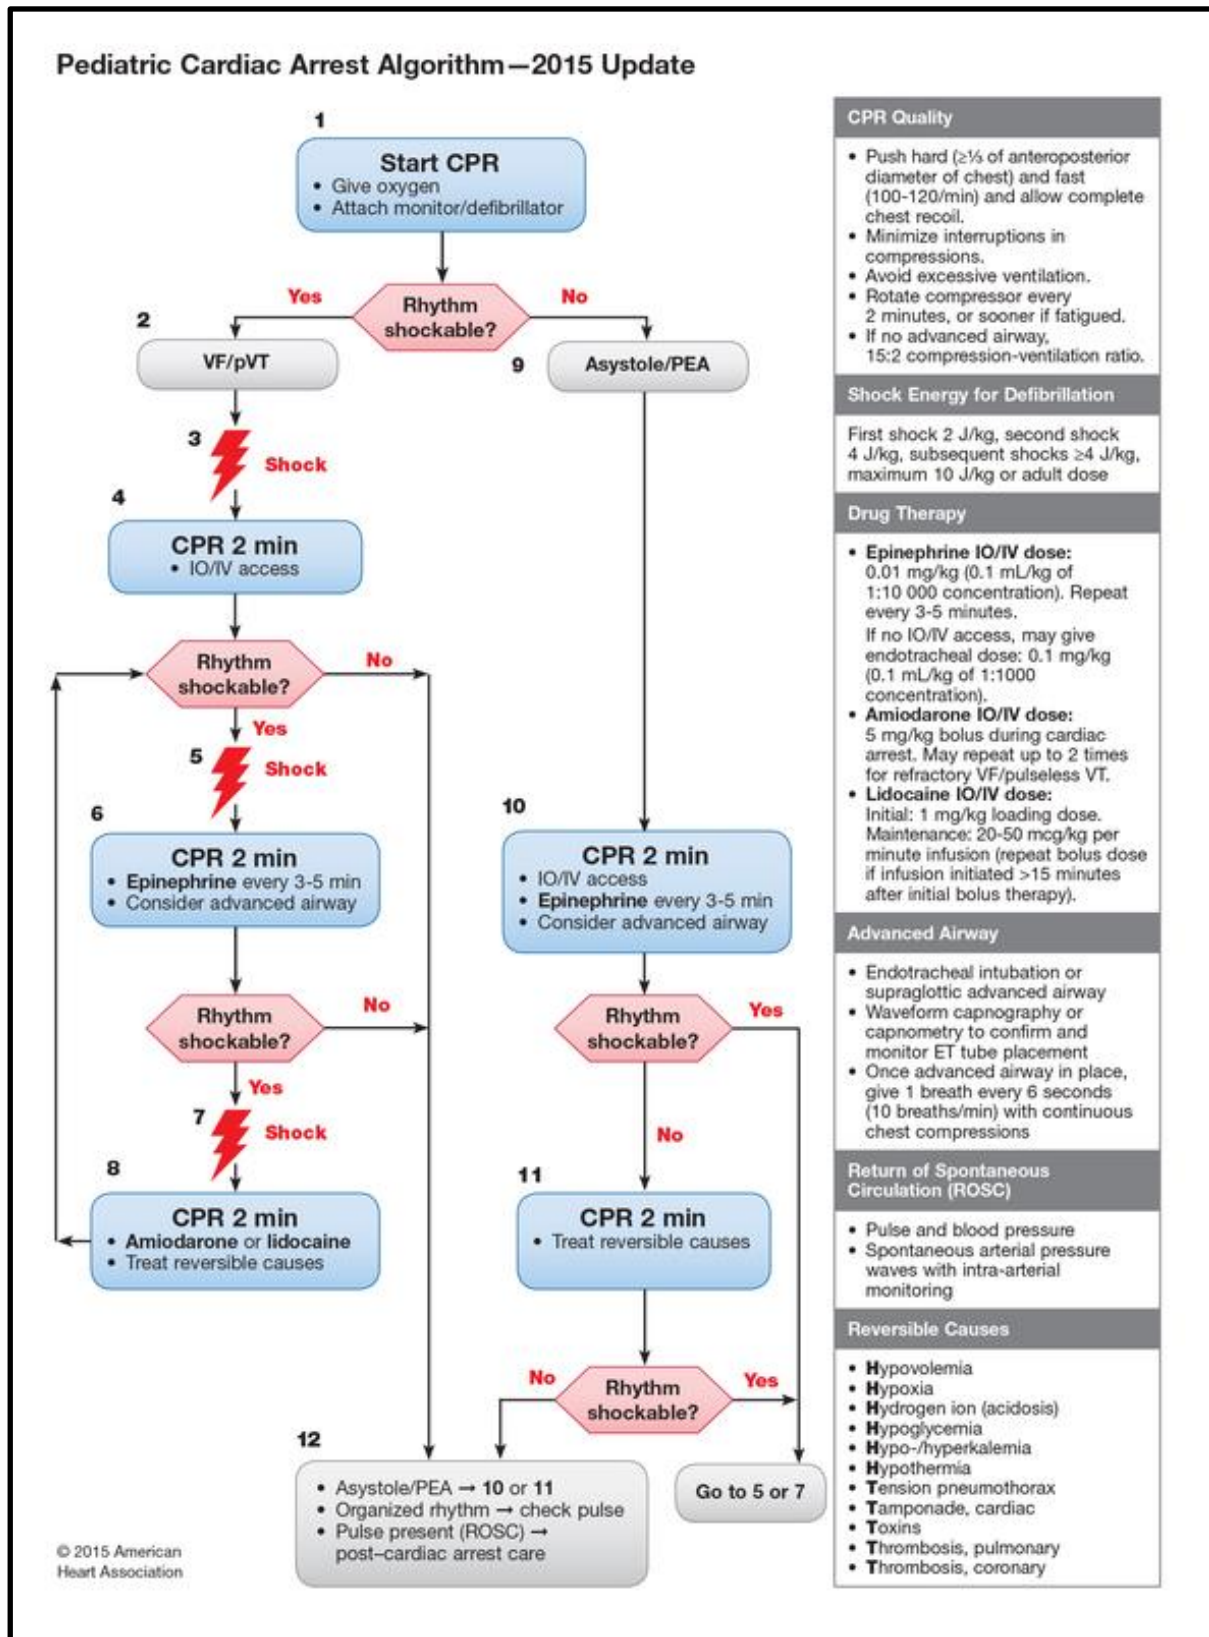 Pediatric Cardiac Arrest Algorithm—2015 Update
1
Start CPR
• Give oxygen
• Attach monitor/defibrillator
Yes
Rhythm
shockable?
No
2
VF/pVT
9
Asystole/PEA
3
Shock
4
CPR 2 min
• IO/IV access
Rhythm
shockable?
No
Yes
5
Shock
6
CPR 2 min
• Epinephrine every 3-5 min
• Consider advanced airway
Rhythm
shockable?
No
Yes
7
Shock
8
CPR 2 min
• Amiodarone or lidocaine
• Treat reversible causes
10
CPR 2 min
• IO/IV access
• Epinephrine every 3-5 min
• Consider advanced airway
Rhythm
shockable?
Yes
No
11
CPR 2 min
• Treat reversible causes
No
Rhythm
shockable?
Yes
12
• Asystole/PEA → 10 or 11
• Organized rhythm → check pulse
• Pulse present (ROSC) →
post–cardiac arrest care
Go to 5 or 7
© 2015 American
Heart Association
CPR Quality
• Push hard (≥⅓ of anteroposterior
diameter of chest) and fast
(100-120/min) and allow complete
chest recoil.
• Minimize interruptions in
compressions.
• Avoid excessive ventilation.
• Rotate compressor every
2 minutes, or sooner if fatigued.
• If no advanced airway,
15:2 compression-ventilation ratio.
Shock Energy for Defibrillation
First shock 2 J/kg, second shock
4 J/kg, subsequent shocks ≥4 J/kg,
maximum 10 J/kg or adult dose
Drug Therapy
• Epinephrine IO/IV dose:
0.01 mg/kg (0.1 mL/kg of
1:10 000 concentration). Repeat
every 3-5 minutes.
If no IO/IV access, may give
endotracheal dose: 0.1 mg/kg
(0.1 mL/kg of 1:1000
concentration).
• Amiodarone IO/IV dose:
5 mg/kg bolus during cardiac
arrest. May repeat up to 2 times
for refractory VF/pulseless VT.
• Lidocaine IO/IV dose:
Initial: 1 mg/kg loading dose.
Maintenance: 20-50 mcg/kg per
minute infusion (repeat bolus dose
if infusion initiated >15 minutes
after initial bolus therapy).
Advanced Airway
• Endotracheal intubation or
supraglottic advanced airway
• Waveform capnography or
capnometry to confirm and
monitor ET tube placement
• Once advanced airway in place,
give 1 breath every 6 seconds
(10 breaths/min) with continuous
chest compressions
Return of Spontaneous
Circulation (ROSC)
• Pulse and blood pressure
• Spontaneous arterial pressure
waves with intra-arterial
monitoring
Reversible Causes
• Hypovolemia
• Hypoxia
• Hydrogen ion (acidosis)
• Hypoglycemia
• Hypo-/hyperkalemia
• Hypothermia
• Tension pneumothorax
• Tamponade, cardiac
• Toxins
• Thrombosis, pulmonary
• Thrombosis, coronary